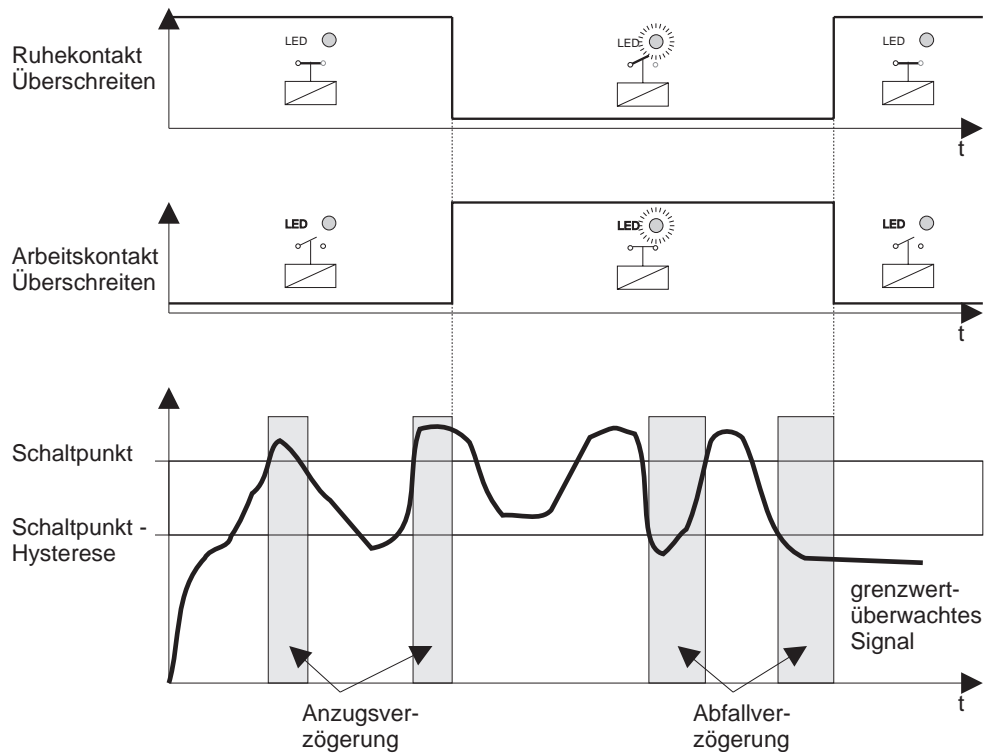 LED
LED
LED
Ruhekontakt
Überschreiten
t
LED
LED
LED
Arbeitskontakt
Überschreiten
t
Schaltpunkt
Schaltpunkt -
Hysterese
grenzwert-
überwachtes
Signal
t
Anzugsver-
zögerung
Abfallver-
zögerung